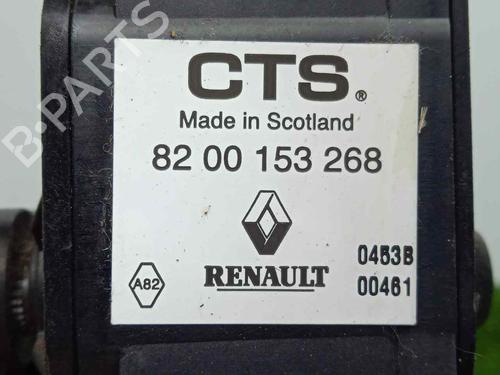 CTS®
Made in Scotland
82 00 153 268
RENAULT
0453B
00461
A82
B-PARTS